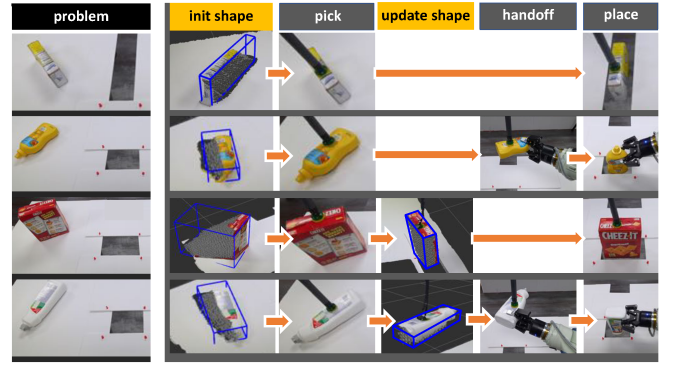 problem
init shape
pick
update shape
handoff
place
CHEEZ-IT